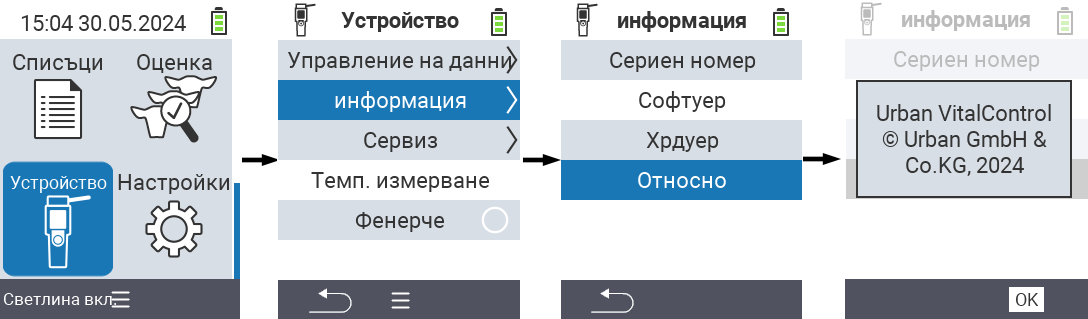 15:04 30.05.2024
Списъци
Оценка
Устройство
Настройки
Светлина вкл.
Устройство
Управление на данни
информация
Сервиз
Темп. измерване
Фенерче
информация
Сериен номер
Софтуер
Хрдуер
Относно
информация
Сериен номер
Urban VitalControl
© Urban GmbH &
Co.KG, 2024
OK